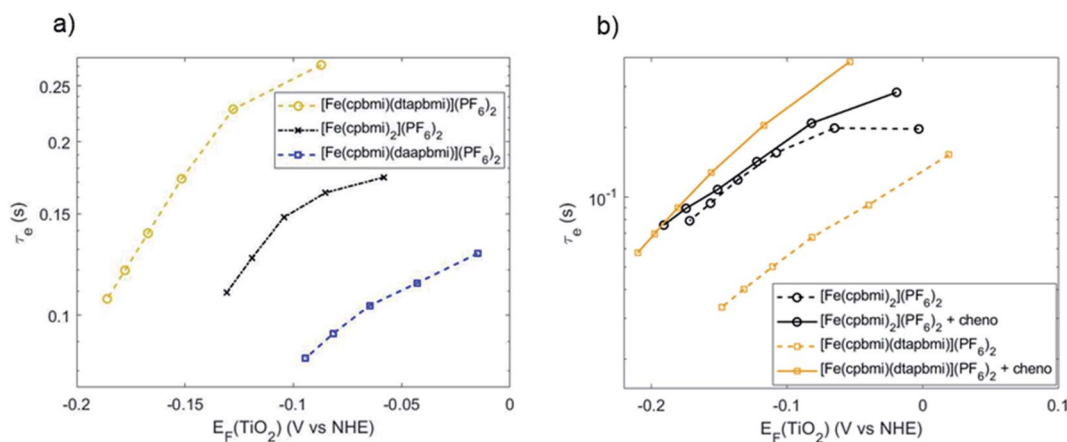 a)
0.25
0.2
0.15
0.1
τe (s)
-0.2
-0.15
-0.1
-0.05
0
EF(TiO2) (V vs NHE)
[Fe(cpbmi)(dtapbmi)](PF6)2
[Fe(cpbmi)2](PF6)2
[Fe(cpbmi)(daapbmi)](PF6)2
b)
10-1
τe (s)
-0.2
-0.1
0
0.1
EF(TiO2) (V vs NHE)
[Fe(cpbmi)2](PF6)2
[Fe(cpbmi)2](PF6)2 + cheno
[Fe(cpbmi)(dtapbmi)](PF6)2
[Fe(cpbmi)(dtapbmi)](PF6)2 + cheno